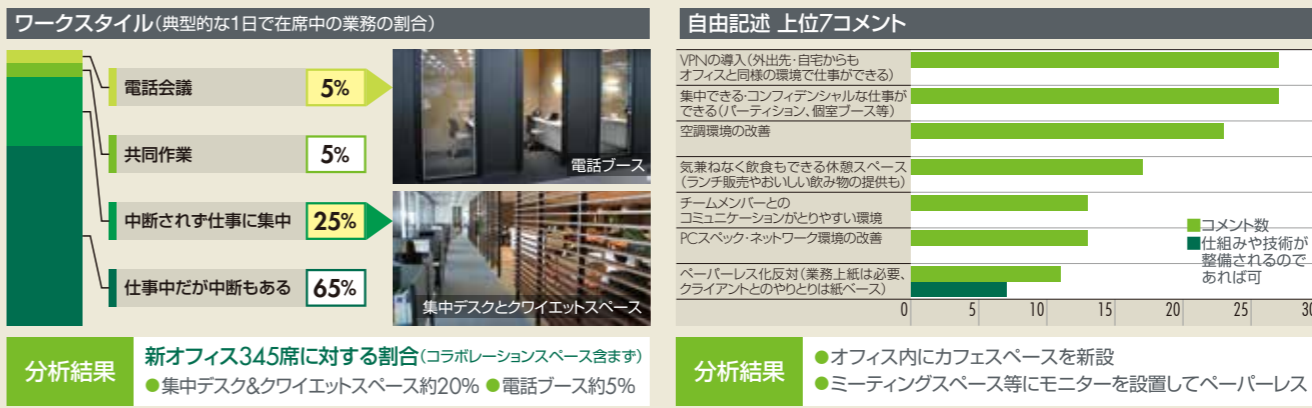 ワークスタイル(典型的な1日で在席中の業務の割合)
電話会議 5%
共同作業 5%
中断されず仕事に集中 25%
仕事中だが中断もある 65%
電話ブース
集中デスクとクワイエットスペース
分析結果
新オフィス345席に対する割合(コラボレーションスペース含まず)
●集中デスク&クワイエットスペース約20% ●電話ブース約5%
自由記述 上位7コメント
VPNの導入(外出先・自宅からも
オフィスと同様の環境で仕事ができる)
集中できる・コンフィデンシャルな仕事が
できる(パーティション、個室ブース等)
空調環境の改善
気兼ねなく飲食もできる休憩スペース
(ランチ販売やおいしい飲み物の提供も)
チームメンバーとの
コミュニケーションがとりやすい環境
PCスペック・ネットワーク環境の改善
ペーパーレス化反対(業務上紙は必要、
クライアントとのやりとりは紙ベース)
■コメント数
■仕組みや技術が
整備されるので
あれば可
0 5 10 15 20 25 30
分析結果
●オフィス内にカフェスペースを新設
●ミーティングスペース等にモニターを設置してペーパーレス